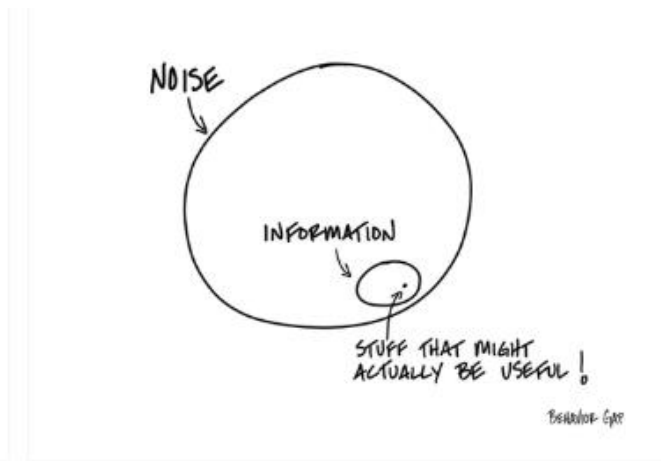 NOISE
INFORMATION
STUFF THAT MIGHT
ACTUALLY BE USEFUL!
BEHAVIOR GAP